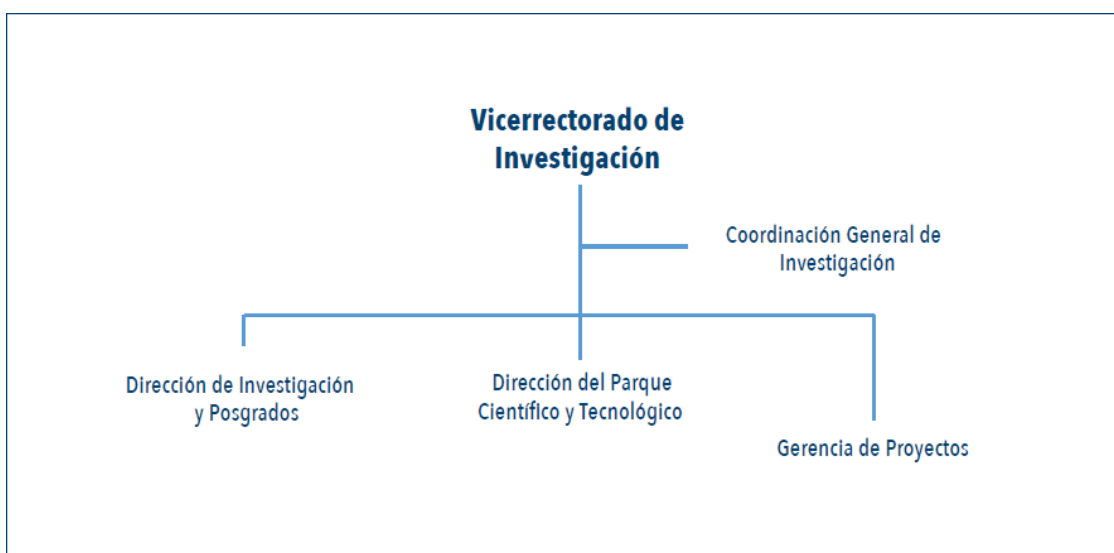 Vicerrectorado de
Investigación
Coordinación General de
Investigación
Dirección de Investigación
y Posgrados
Dirección del Parque
Científico y Tecnológico
Gerencia de Proyectos